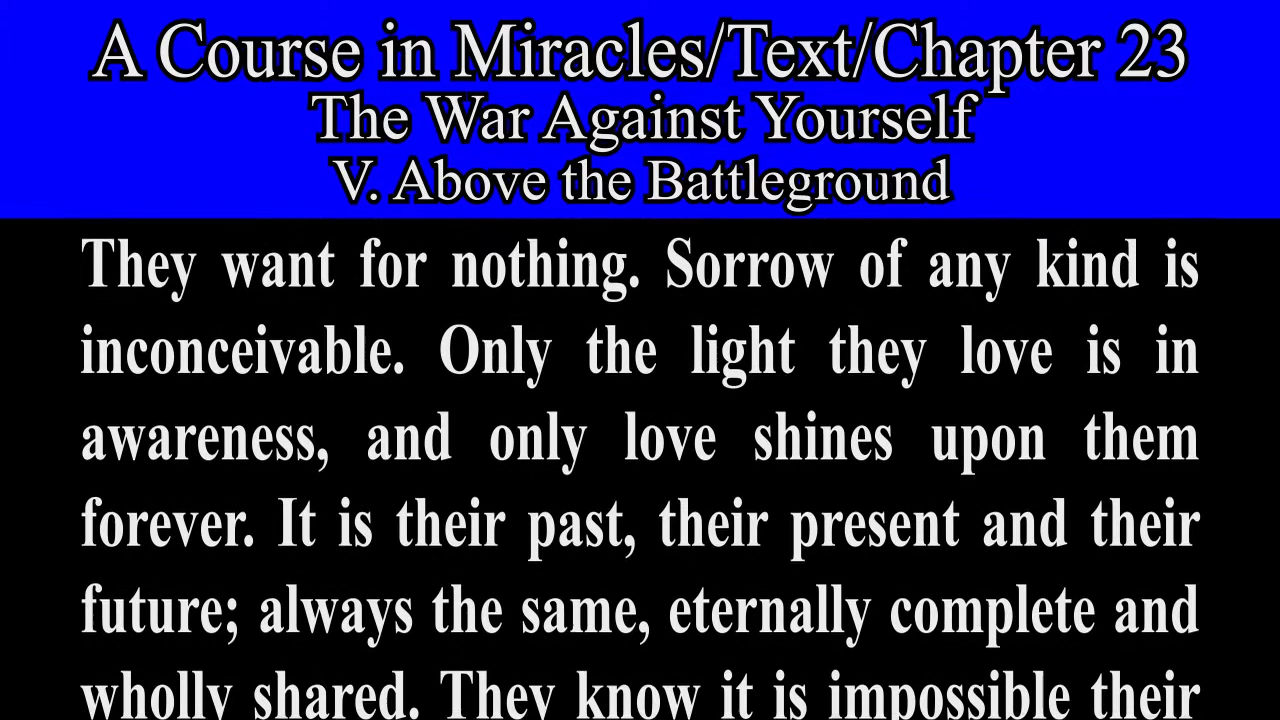 A Course in Miracles/Text/Chapter 23
The War Against Yourself
V. Above the Battleground
They want for nothing. Sorrow of any kind is
inconceivable. Only the light they love is in
awareness, and only love shines upon them
forever. It is their past, their present and their
future; always the same, eternally complete and
wholly shared. They know it is impossible their